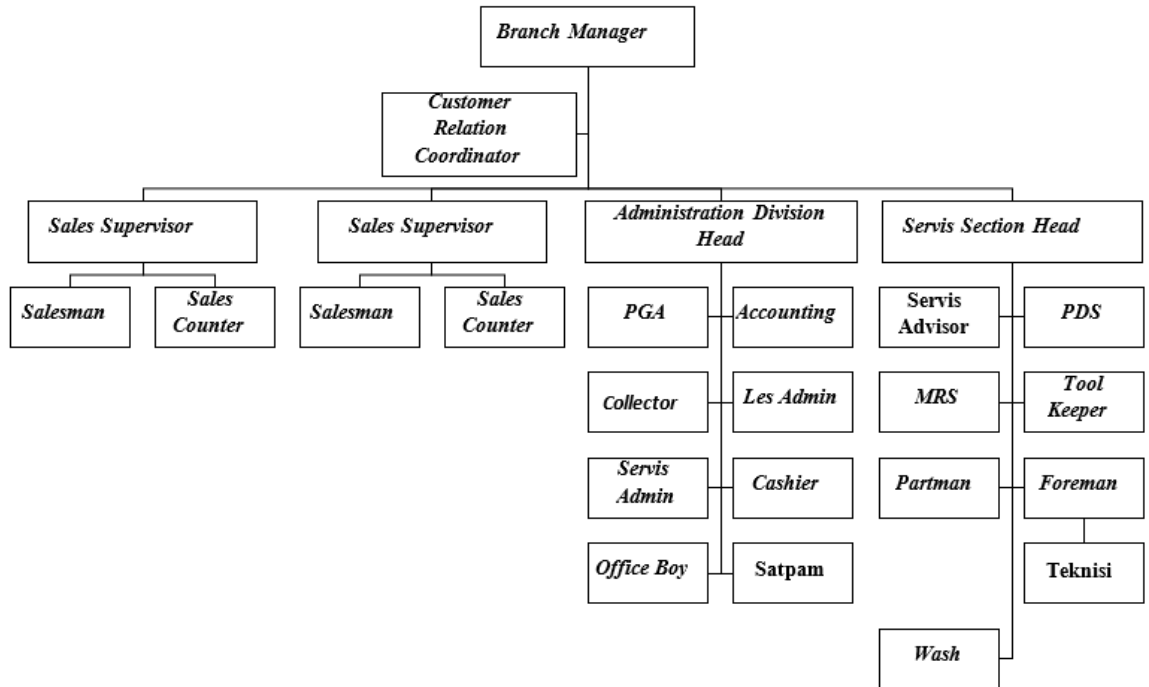 Branch Manager
Customer
Relation
Coordinator
Sales Supervisor
Sales Supervisor
Administration Division
Head
Servis Section Head
Salesman
Sales
Counter
Salesman
Sales
Counter
PGA
Accounting
Servis
Advisor
PDS
Collector
Les Admin
MRS
Tool
Keeper
Servis
Admin
Cashier
Partman
Foreman
Office Boy
Satpam
Teknisi
Wash